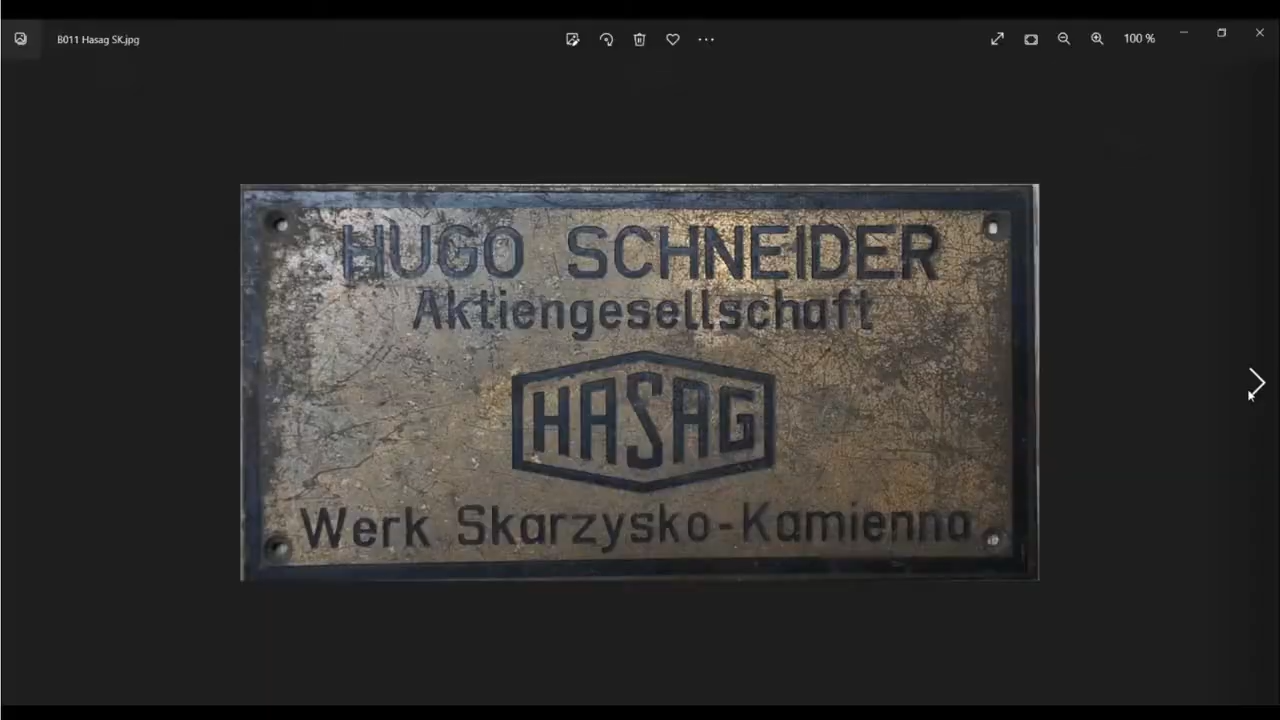 B011 Hasag SK.jpg
100 %
HUGO SCHNEIDER
Aktiengesellschaft
HASAG
Werk Skarzysko-Kamienna